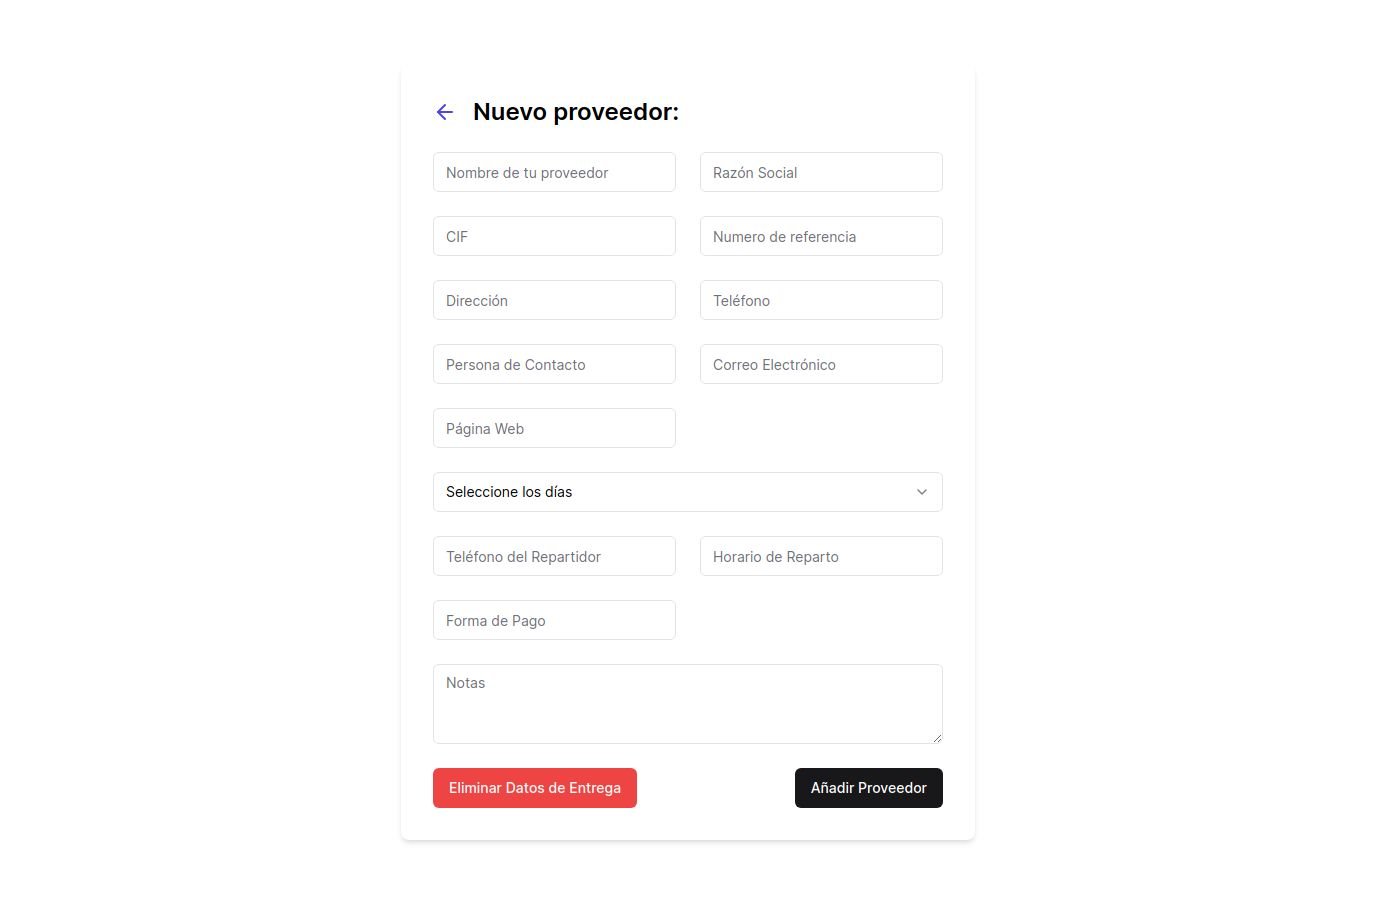 Nuevo proveedor:
Nombre de tu proveedor
Razón Social
CIF
Numero de referencia
Dirección
Teléfono
Persona de Contacto
Correo Electrónico
Página Web
Seleccione los días
Teléfono del Repartidor
Horario de Reparto
Forma de Pago
Notas
Eliminar Datos de Entrega
Añadir Proveedor